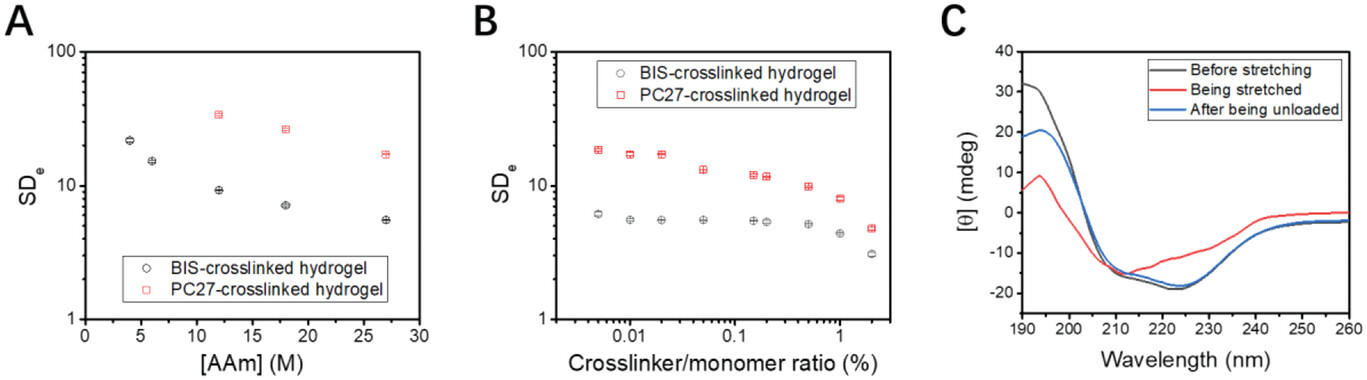 A
100
10
1
SDe
0 5 10 15 20 25 30
[AAm] (M)
BIS-crosslinked hydrogel
PC27-crosslinked hydrogel
B
BIS-crosslinked hydrogel
PC27-crosslinked hydrogel
100
10
1
SDe
0.01 0.1 1
Crosslinker/monomer ratio (%)
C
Before stretching
Being stretched
After being unloaded
40
30
20
10
0
-10
-20
[θ] (mdeg)
190 200 210 220 230 240 250 260
Wavelength (nm)